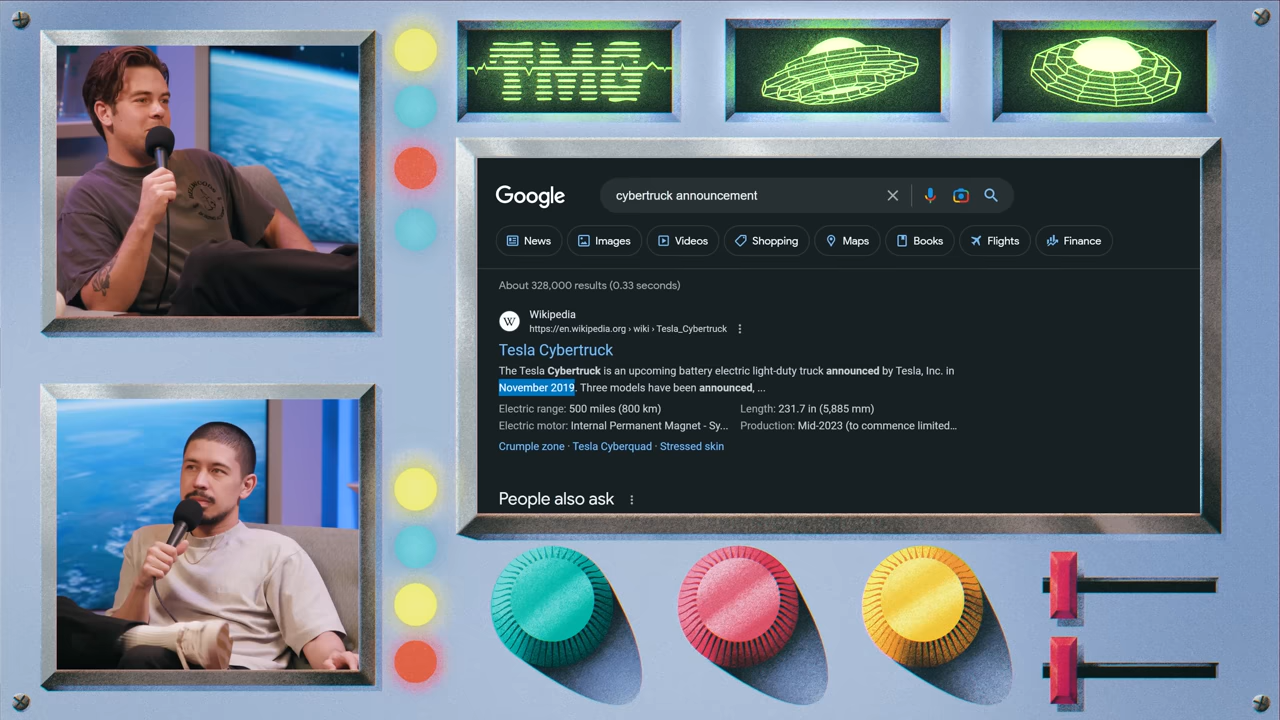 TMG
Google
cybertruck announcement
News
Images
Videos
Shopping
Maps
Books
Flights
Finance
About 328,000 results (0.33 seconds)
W
Wikipedia
https://en.wikipedia.org › wiki › Tesla_Cybertruck
Tesla Cybertruck
The Tesla Cybertruck is an upcoming battery electric light-duty truck announced by Tesla, Inc. in
November 2019. Three models have been announced, ...
Electric range: 500 miles (800 km)
Length: 231.7 in (5,885 mm)
Electric motor: Internal Permanent Magnet - Sy...
Production: Mid-2023 (to commence limited...
Crumple zone · Tesla Cyberquad · Stressed skin
People also ask